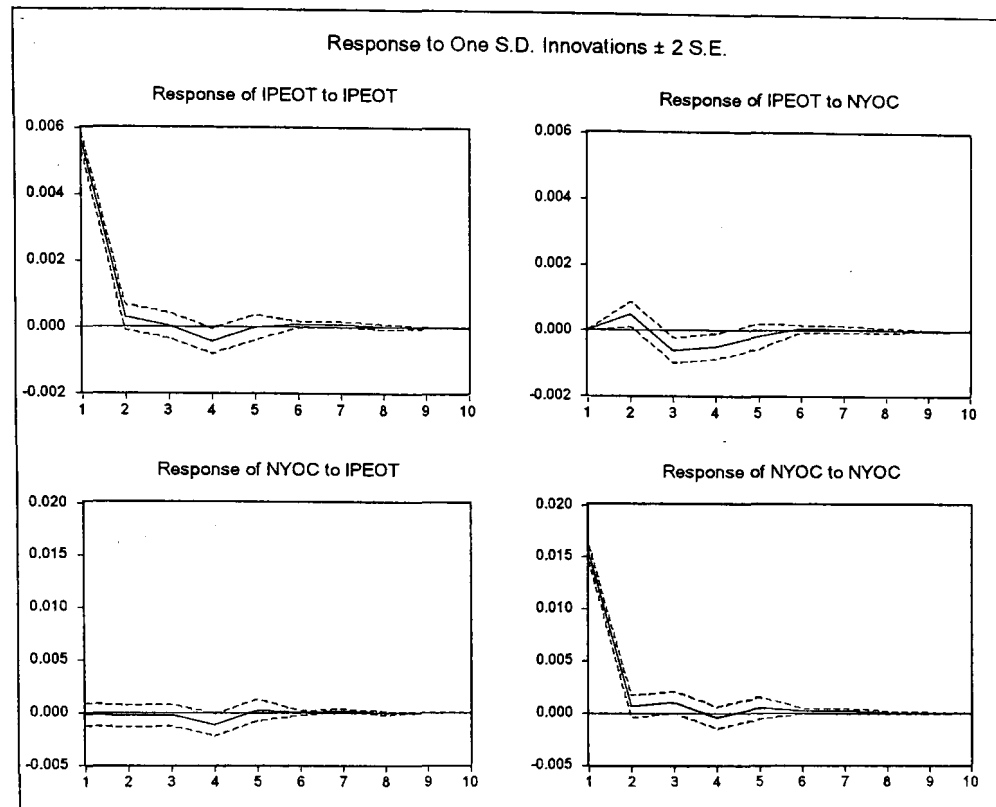 Response to One S.D. Innovations ± 2 S.E.
Response of IPEOT to IPEOT
0.006
0.004
0.002
0.000
-0.002
1 2 3 4 5 6 7 8 9 10
Response of IPEOT to NYOC
0.006
0.004
0.002
0.000
-0.002
1 2 3 4 5 6 7 8 9 10
Response of NYOC to IPEOT
0.020
0.015
0.010
0.005
0.000
-0.005
1 2 3 4 5 6 7 8 9 10
Response of NYOC to NYOC
0.020
0.015
0.010
0.005
0.000
-0.005
1 2 3 4 5 6 7 8 9 10